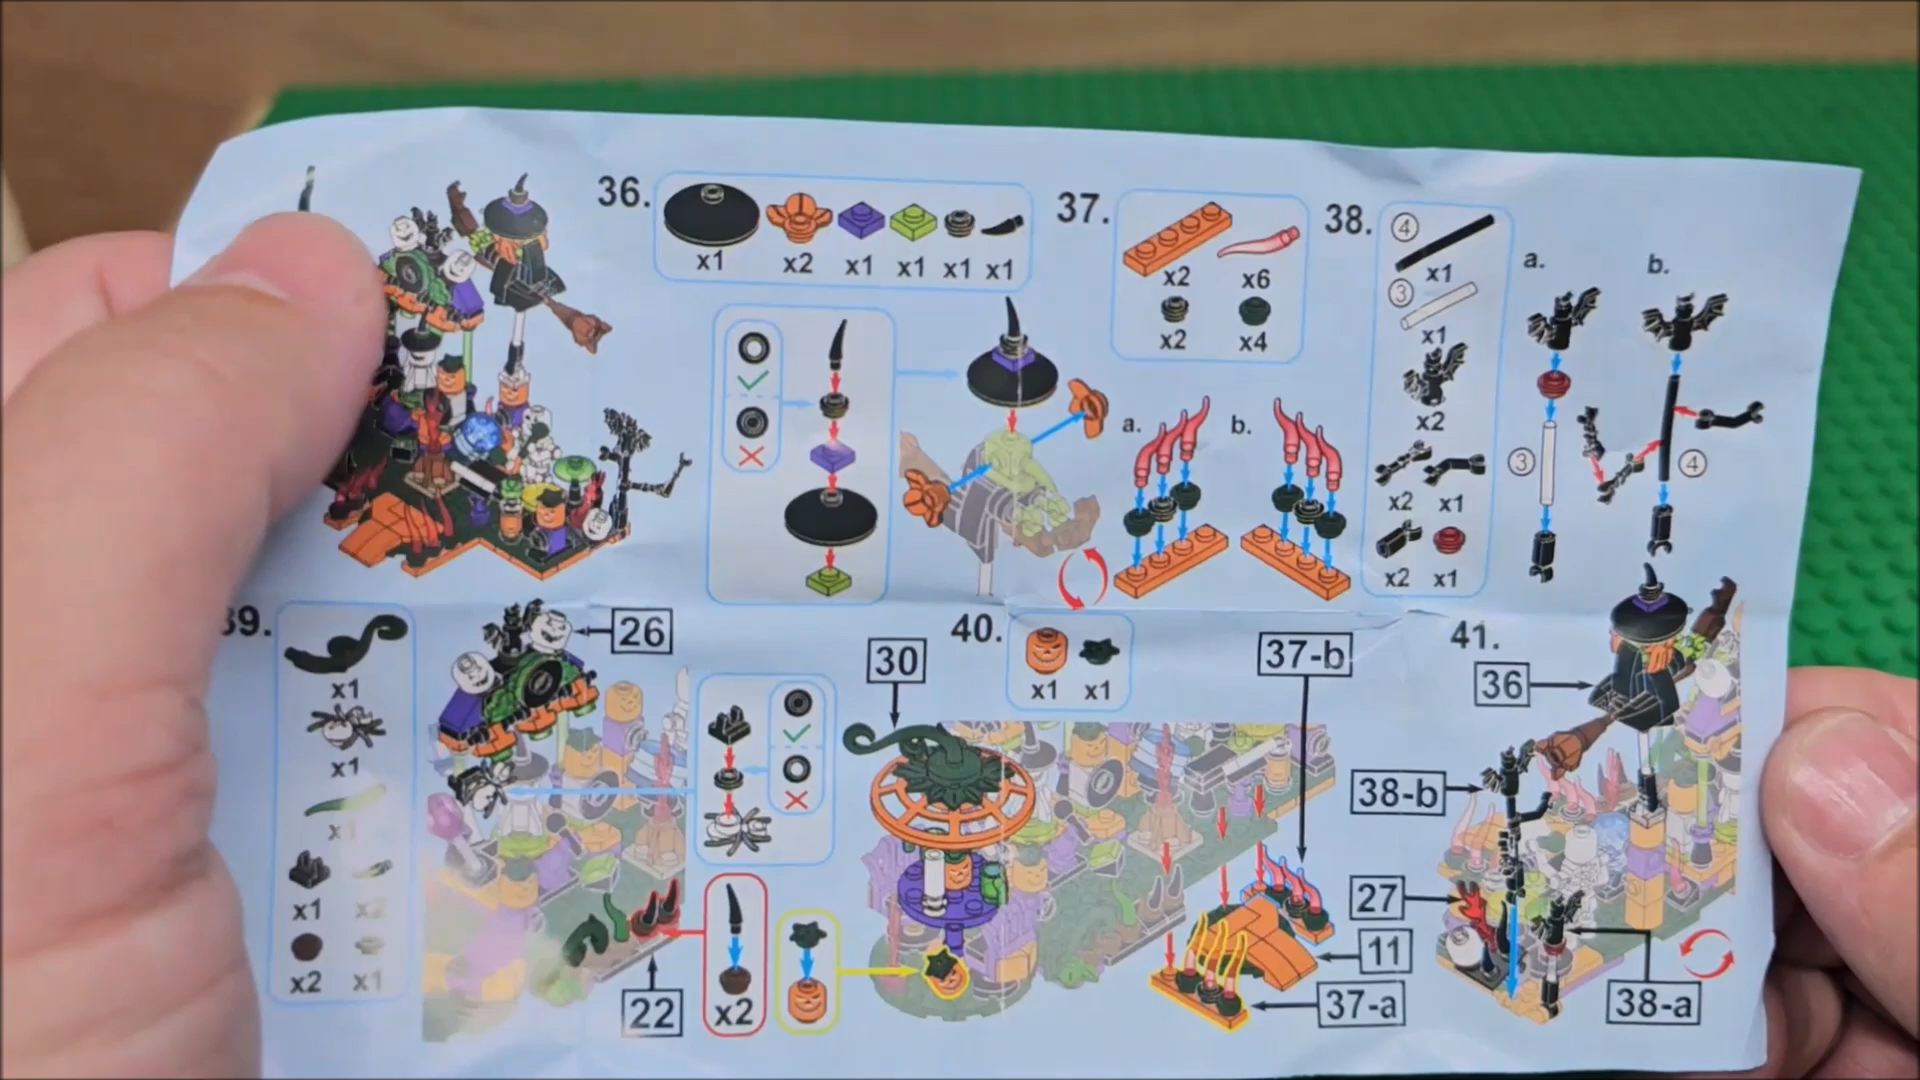 36.
x1 x2 x1 x1 x1 x1
37.
x2 x6
x2 x4
a. b.
38.
④
x1
③
x1
x2
x2 x1
x2 x1
a. b.
③ ④
39.
x1
x1
x1
x1 x2
x2 x1
26
22
x2
30
40.
x1 x1
37-b
11
37-a
41.
36
38-b
27
38-a